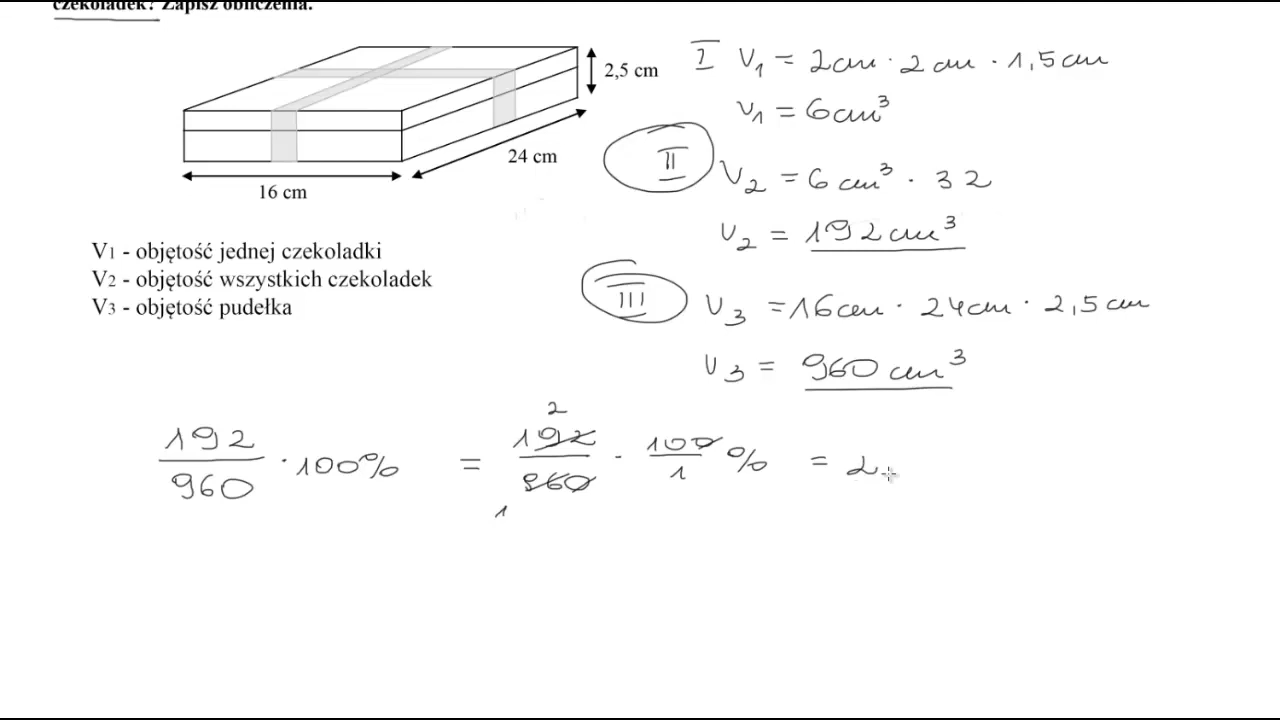 czekoladek? Zapisz obliczenia.
2,5 cm
24 cm
16 cm
V1 - objętość jednej czekoladki
V2 - objętość wszystkich czekoladek
V3 - objętość pudełka
I V₁ = 2cm · 2cm · 1,5cm
V₁ = 6cm³
II V₂ = 6cm³ · 32
V₂ = 192cm³
III V₃ = 16cm · 24cm · 2,5cm
V₃ = 960cm³
192/960 · 100% = 192/960 · 100/1 % = 2
2
1